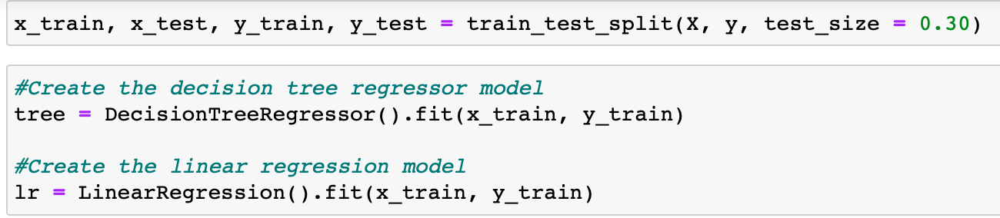 x_train, x_test, y_train, y_test = train_test_split(X, y, test_size = 0.30)
#Create the decision tree regressor model
tree = DecisionTreeRegressor().fit(x_train, y_train)
#Create the linear regression model
lr = LinearRegression().fit(x_train, y_train)